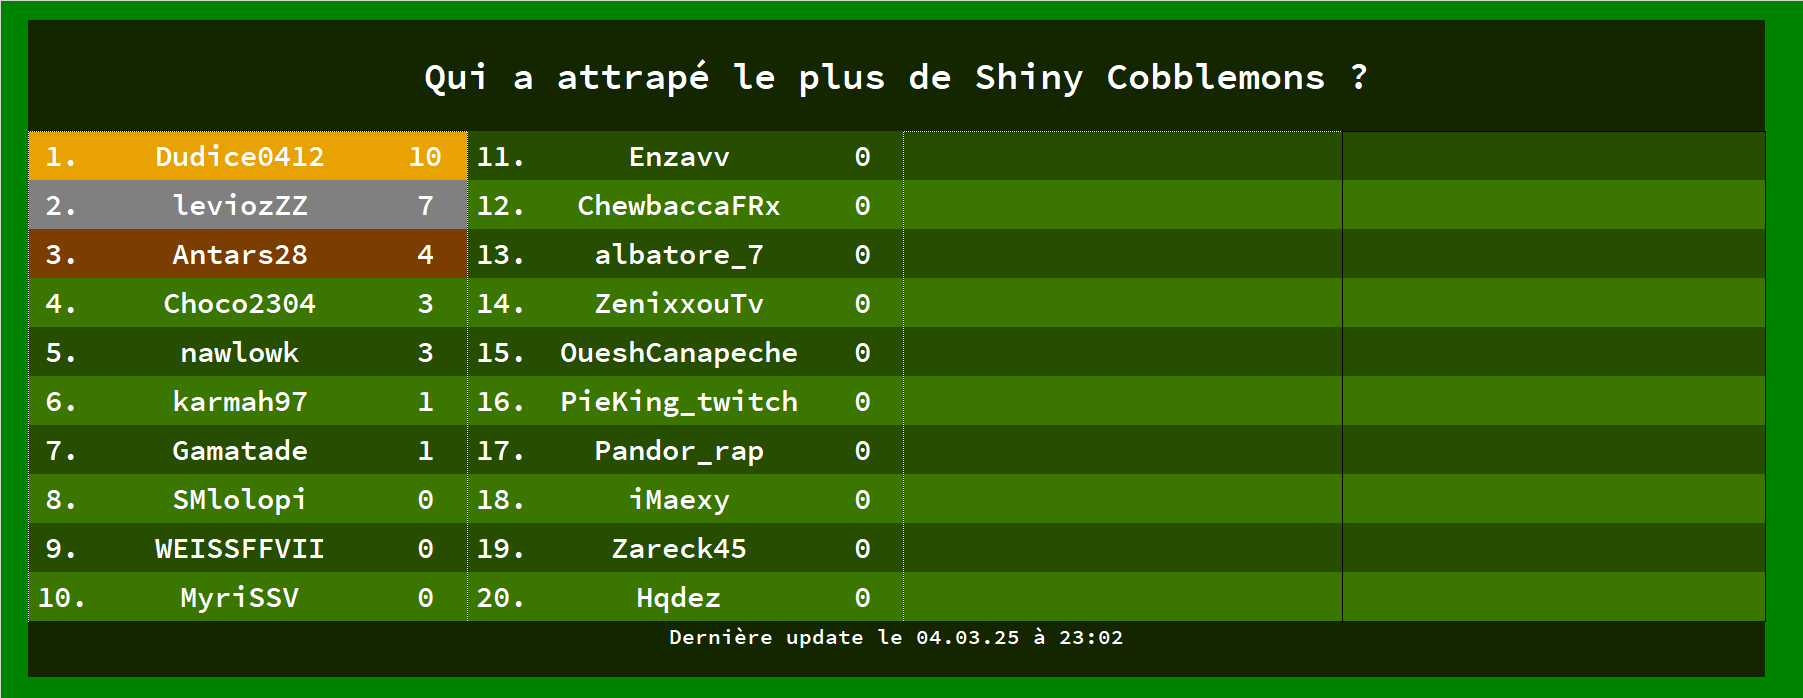 Qui a attrapé le plus de Shiny Cobblemons ?
1. Dudice0412 10
2. leviozZZ 7
3. Antars28 4
4. Choco2304 3
5. nawlowk 3
6. karmah97 1
7. Gamatade 1
8. SMlolopi 0
9. WEISSFFVII 0
10. MyriSSV 0
11. Enzavv 0
12. ChewbaccaFRx 0
13. albatore_7 0
14. ZenixxouTv 0
15. OueshCanapeche 0
16. PieKing_twitch 0
17. Pandor_rap 0
18. iMaexy 0
19. Zareck45 0
20. Hqdez 0
Dernière update le 04.03.25 à 23:02